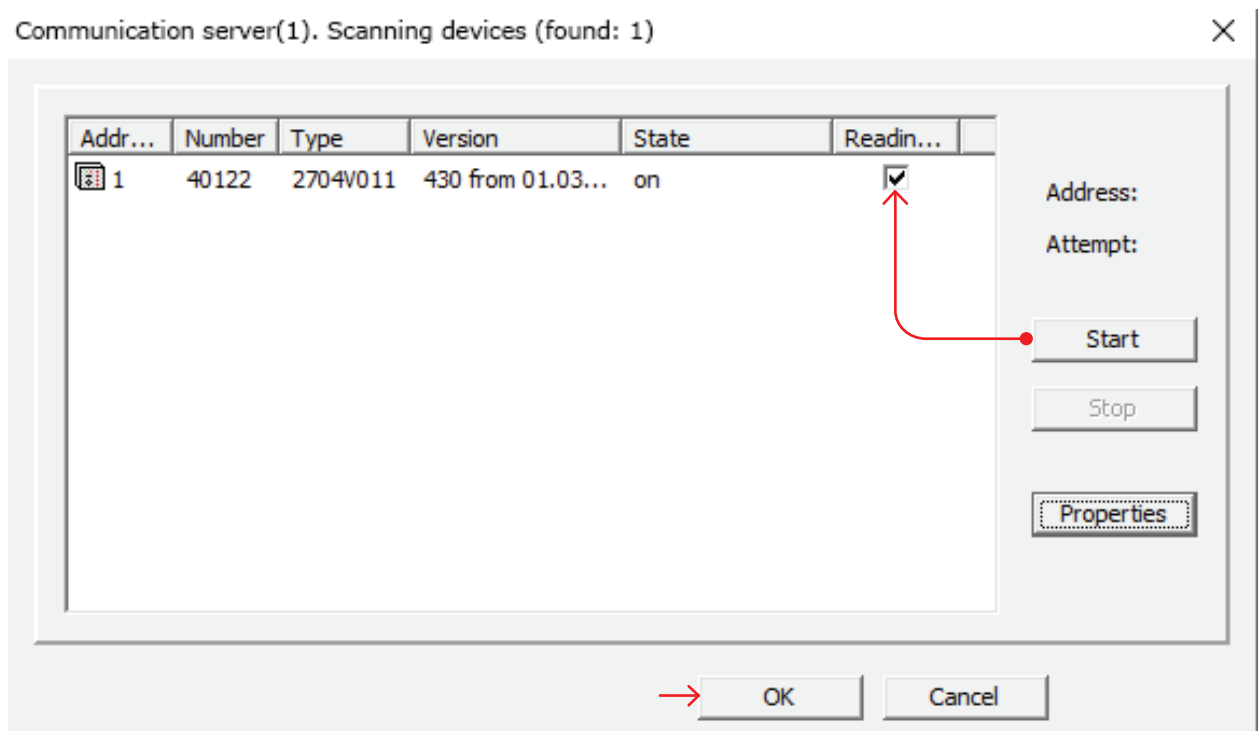 Communication server(1). Scanning devices (found: 1)
Addr... Number Type Version State Readin...
1 40122 2704V011 430 from 01.03... on
Address:
Attempt:
Start
Stop
Properties
OK Cancel